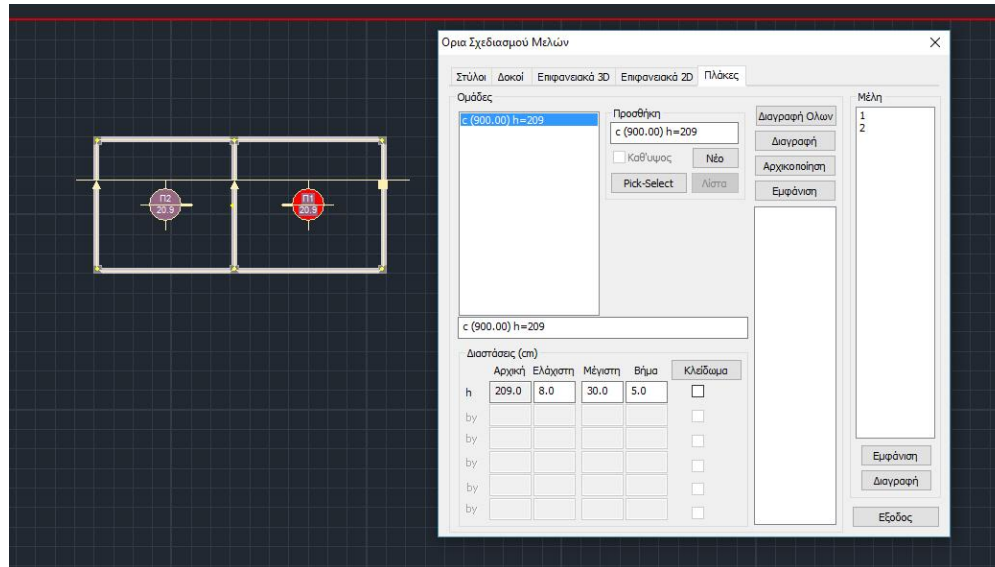 Ορια Σχεδιασμού Μελών
Στύλοι Δοκοί Επιφανειακά 3D Επιφανειακά 2D Πλάκες
Ομάδες
c (900.00) h=209
Προσθήκη
c (900.00) h=209
Καθ'υψος Νέο
Pick-Select Λίστα
Διαγραφή Ολων
Διαγραφή
Αρχικοποίηση
Εμφάνιση
Μέλη
1
2
c (900.00) h=209
Διαστάσεις (cm)
Αρχική Ελάχιστη Μέγιστη Βήμα Κλείδωμα
h 209.0 8.0 30.0 5.0
by
by
by
by
by
Εμφάνιση
Διαγραφή
Εξοδος
Π2
20.9
Π1
20.9